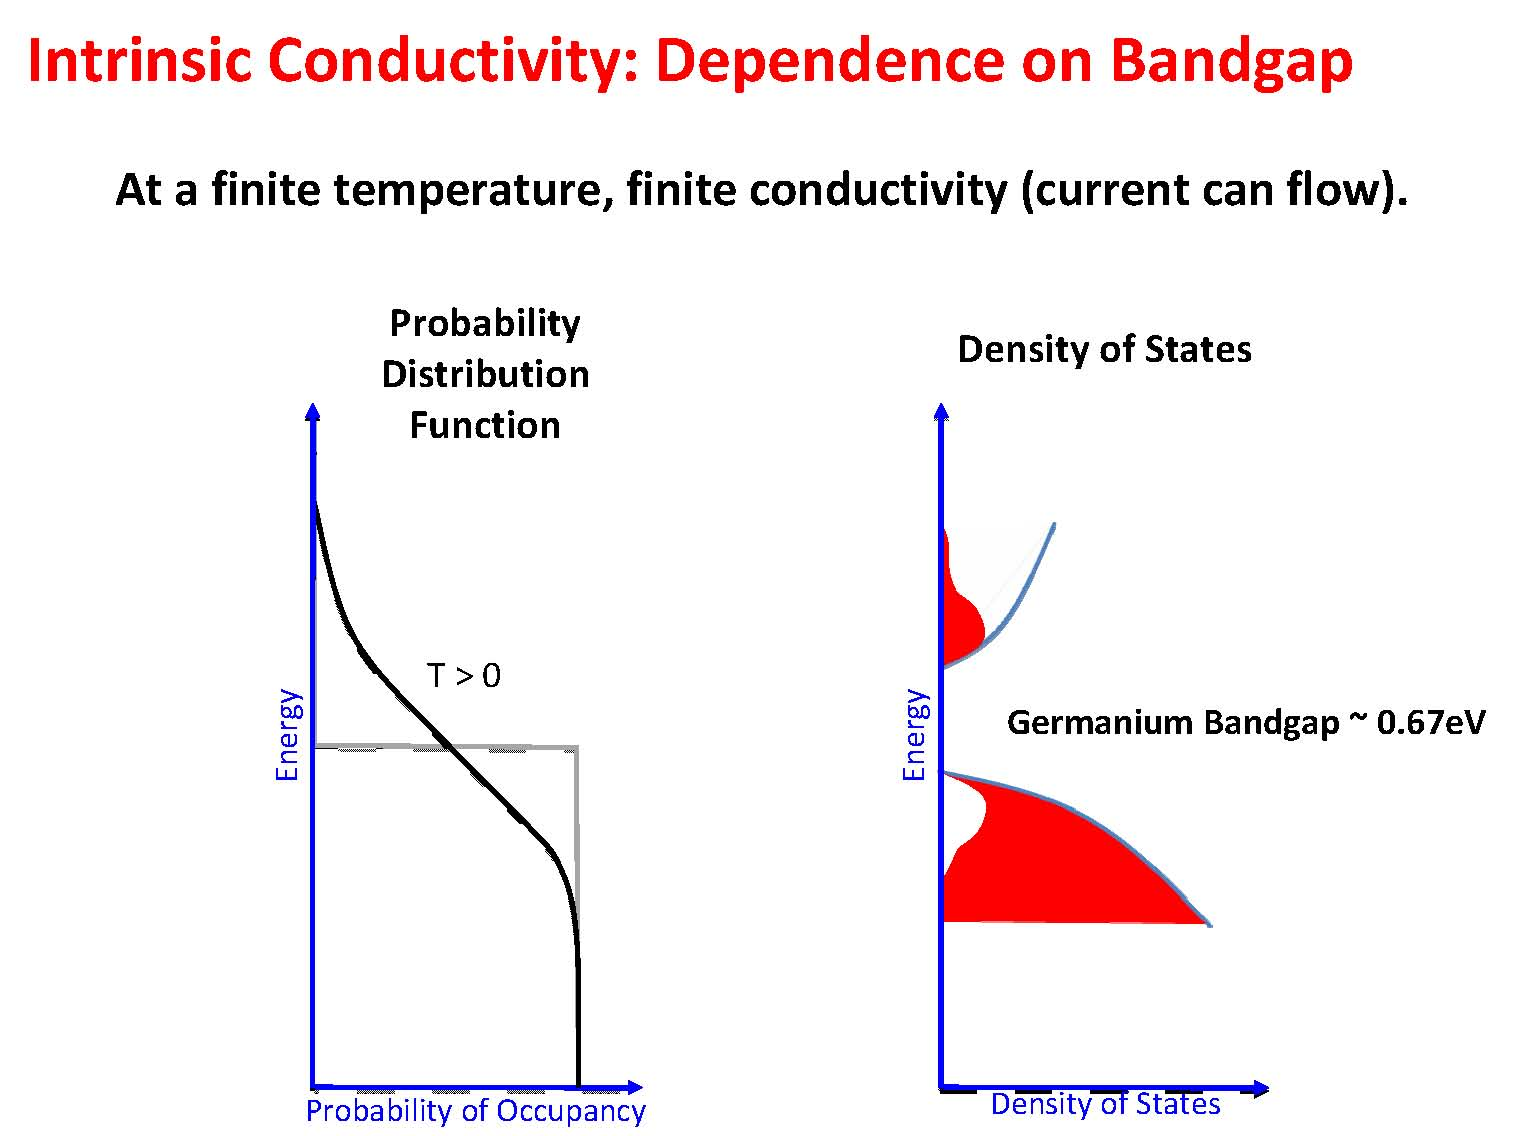 Intrinsic Conductivity: Dependence on Bandgap
At a finite temperature, finite conductivity (current can flow).
Probability
Distribution
Function
Density of States
T > 0
Energy
Energy
Germanium Bandgap ~ 0.67eV
Probability of Occupancy
Density of States